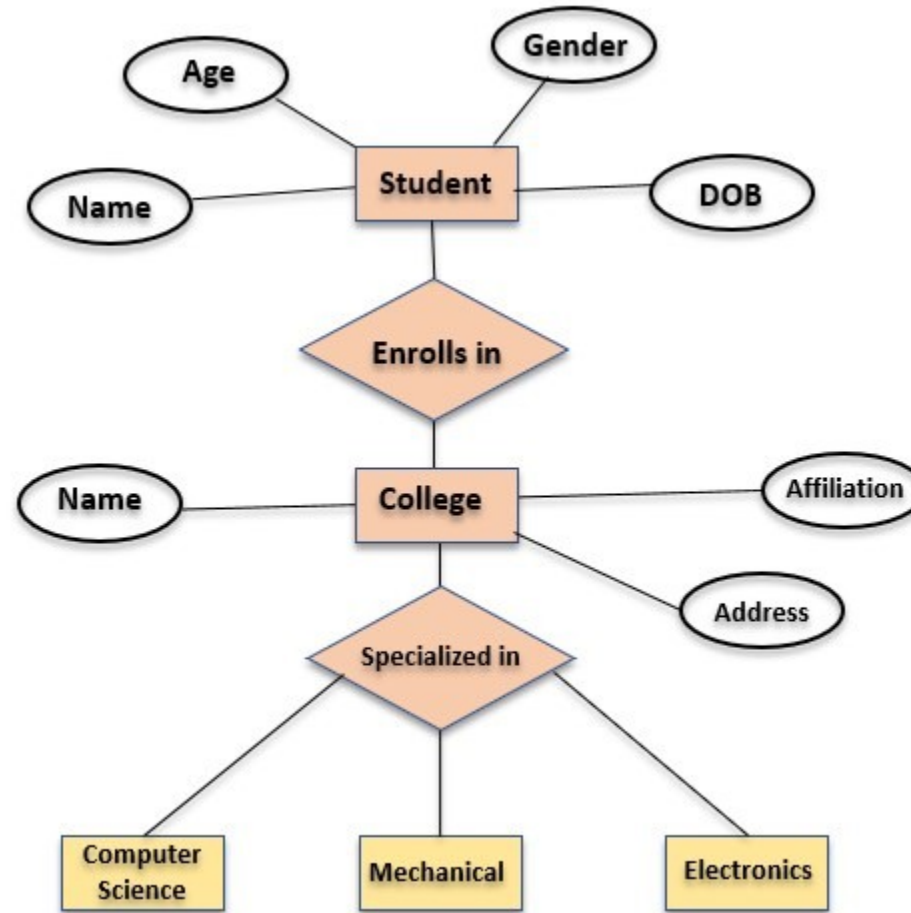 Gender
Age
Student
Name
DOB
Enrolls in
Name
College
Affiliation
Address
Specialized in
Computer
Science
Mechanical
Electronics